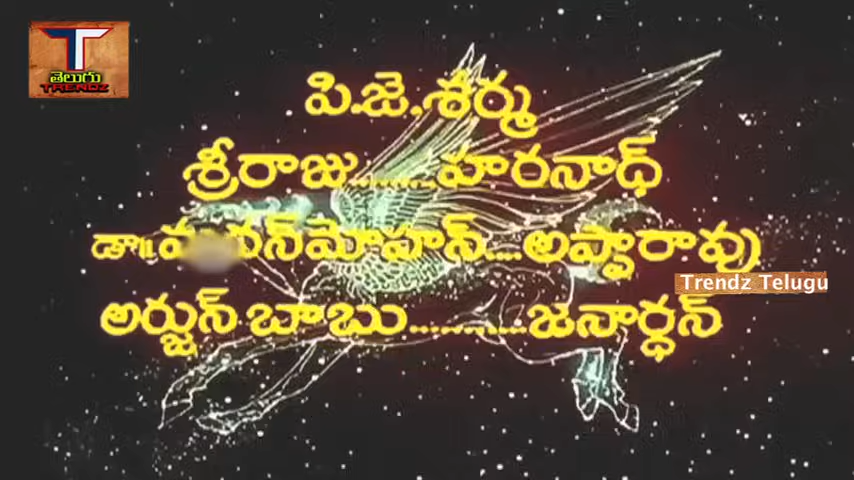 తెలుగు
TRENDZ
పి.జె.శర్మ
శ్రీరాజు.........హరనాధ్
డా॥ మోహన్....అప్పారావు
Trendz Telugu
అర్జున్ బాబు............జనార్ధన్